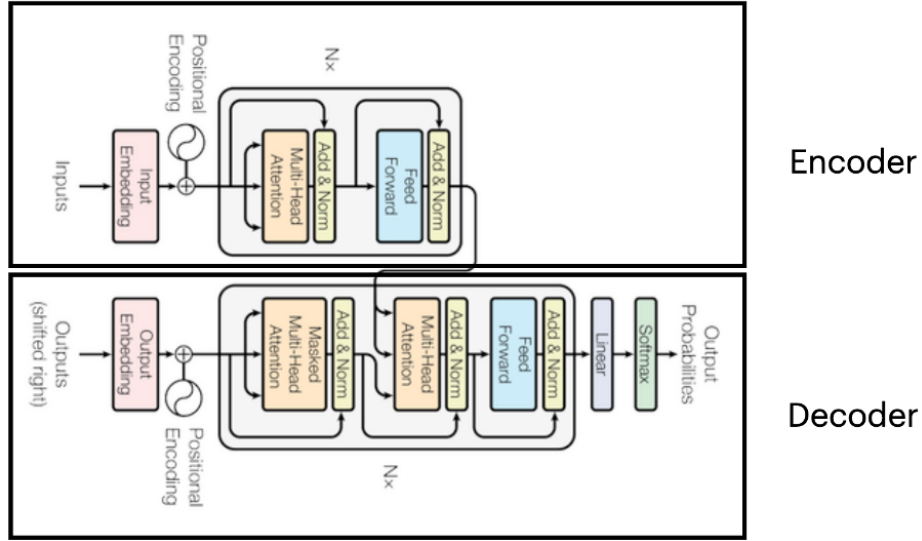 Encoder
Inputs
Input
Embedding
Positional
Encoding
Nx
Multi-Head
Attention
Add & Norm
Feed
Forward
Add & Norm
Decoder
Outputs
(shifted right)
Output
Embedding
Positional
Encoding
Nx
Masked
Multi-Head
Attention
Add & Norm
Multi-Head
Attention
Add & Norm
Feed
Forward
Add & Norm
Linear
Softmax
Output
Probabilities